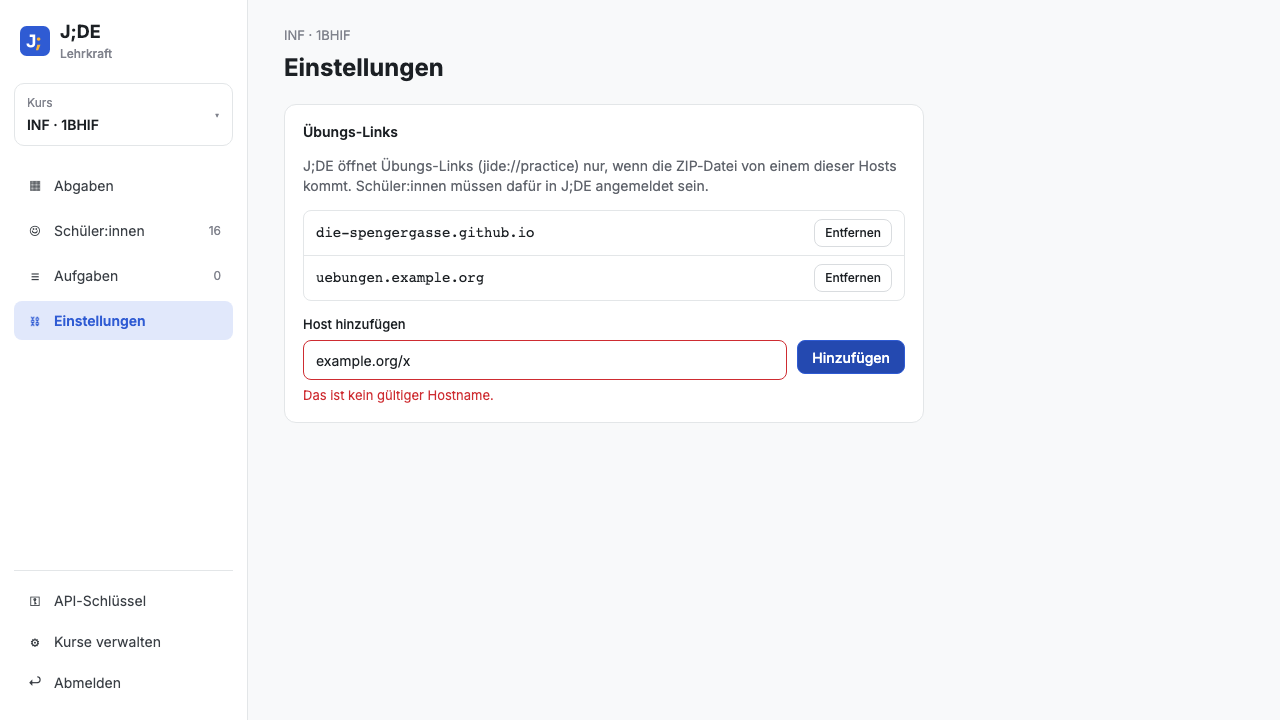 J;DE
Lehrkraft
Kurs
INF · 1BHIF
Abgaben
Schüler:innen 16
Aufgaben 0
Einstellungen
API-Schlüssel
Kurse verwalten
Abmelden
INF · 1BHIF
Einstellungen
Übungs-Links
J;DE öffnet Übungs-Links (jide://practice) nur, wenn die ZIP-Datei von einem dieser Hosts
kommt. Schüler:innen müssen dafür in J;DE angemeldet sein.
die-spengergasse.github.io Entfernen
uebungen.example.org Entfernen
Host hinzufügen
example.org/x Hinzufügen
Das ist kein gültiger Hostname.